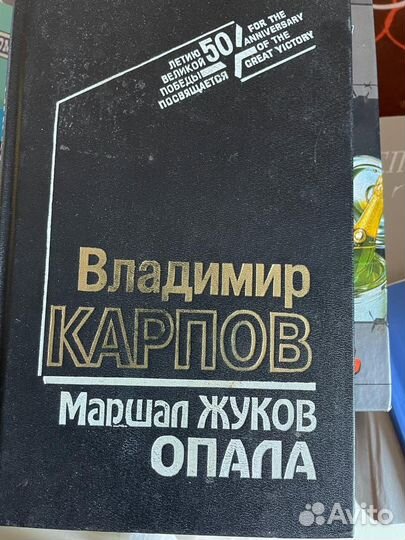 50
ЛЕТИЮ
ВЕЛИКОЙ
ПОБЕДЫ
ПОСВЯЩАЕТСЯ
FOR THE
ANNIVERSARY
OF THE
GREAT VICTORY
Владимир
КАРПОВ
Маршал ЖУКОВ
ОПАЛА
Avito